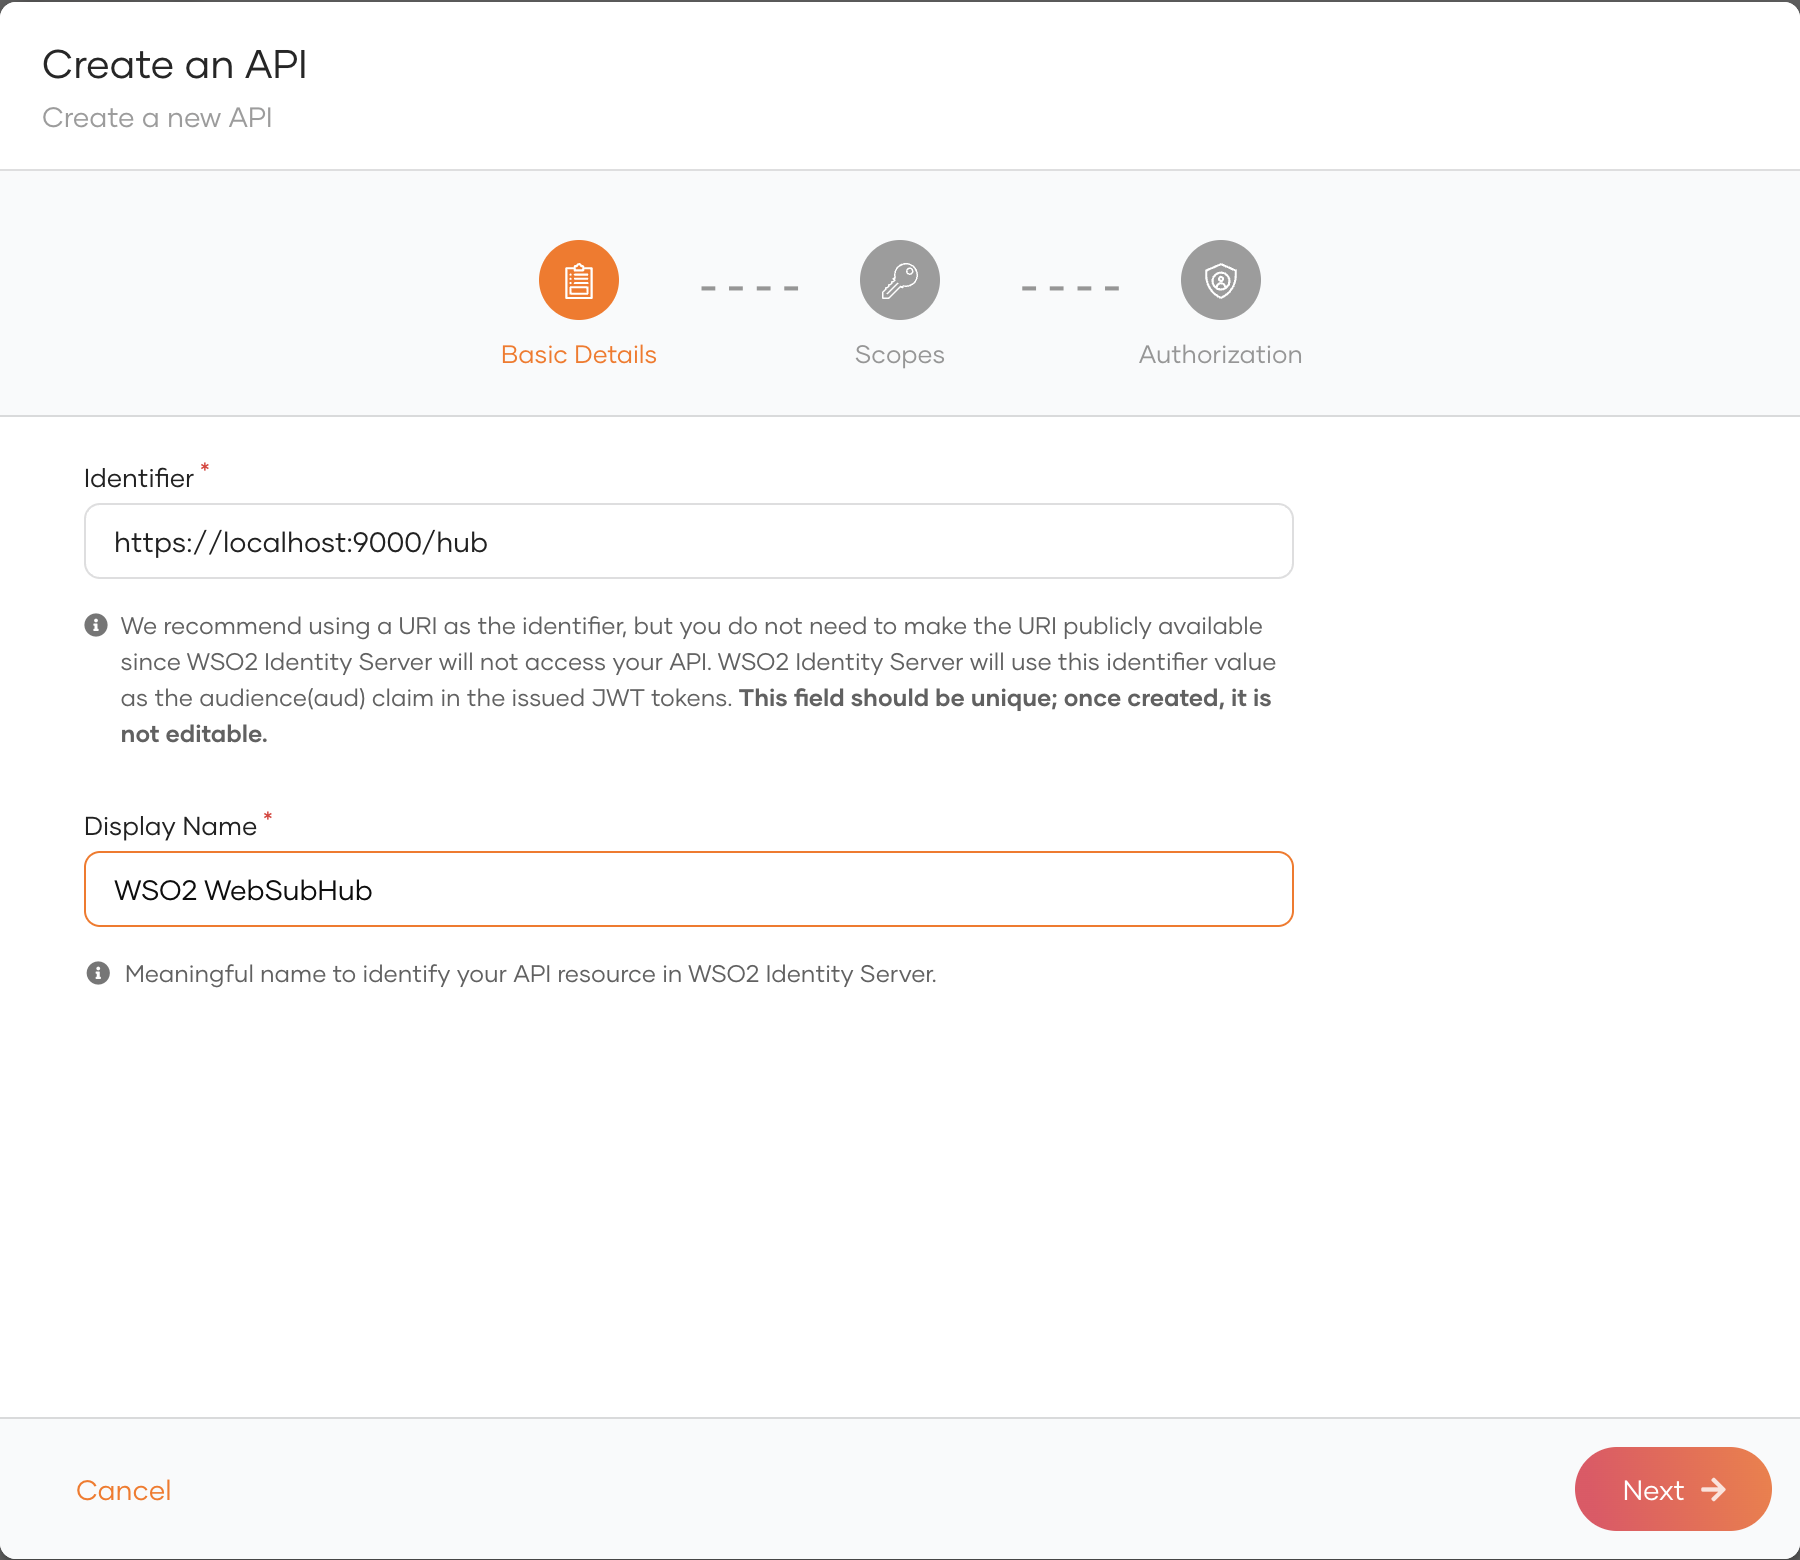 Create an API
Create a new API
Basic Details
Scopes
Authorization
Identifier *
https://localhost:9000/hub
We recommend using a URI as the identifier, but you do not need to make the URI publicly available
since WSO2 Identity Server will not access your API. WSO2 Identity Server will use this identifier value
as the audience(aud) claim in the issued JWT tokens. This field should be unique; once created, it is
not editable.
Display Name *
WSO2 WebSubHub
Meaningful name to identify your API resource in WSO2 Identity Server.
Cancel
Next